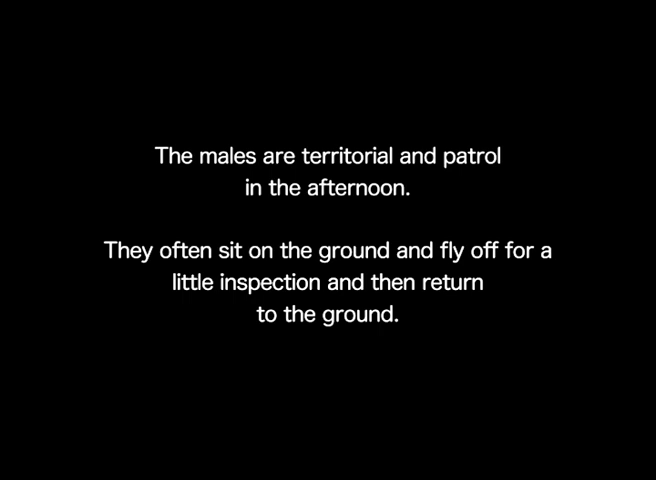 The males are territorial and patrol
in the afternoon.
They often sit on the ground and fly off for a
little inspection and then return
to the ground.